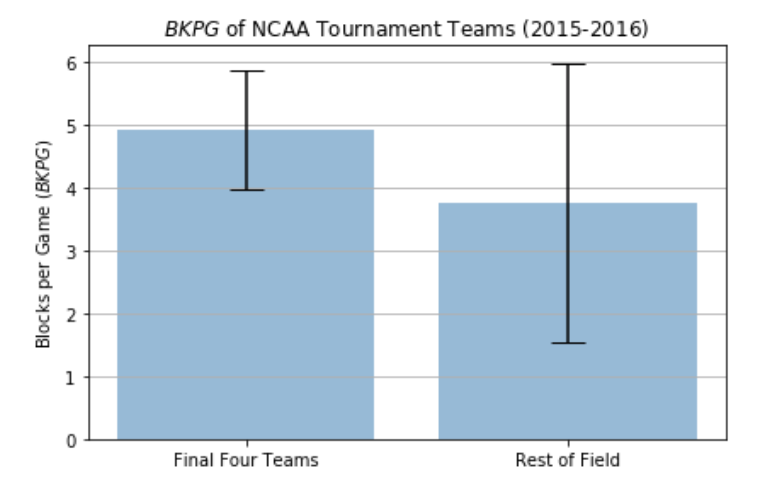 BKPG of NCAA Tournament Teams (2015-2016)
Blocks per Game (BKPG)
6
5
4
3
2
1
0
Final Four Teams
Rest of Field